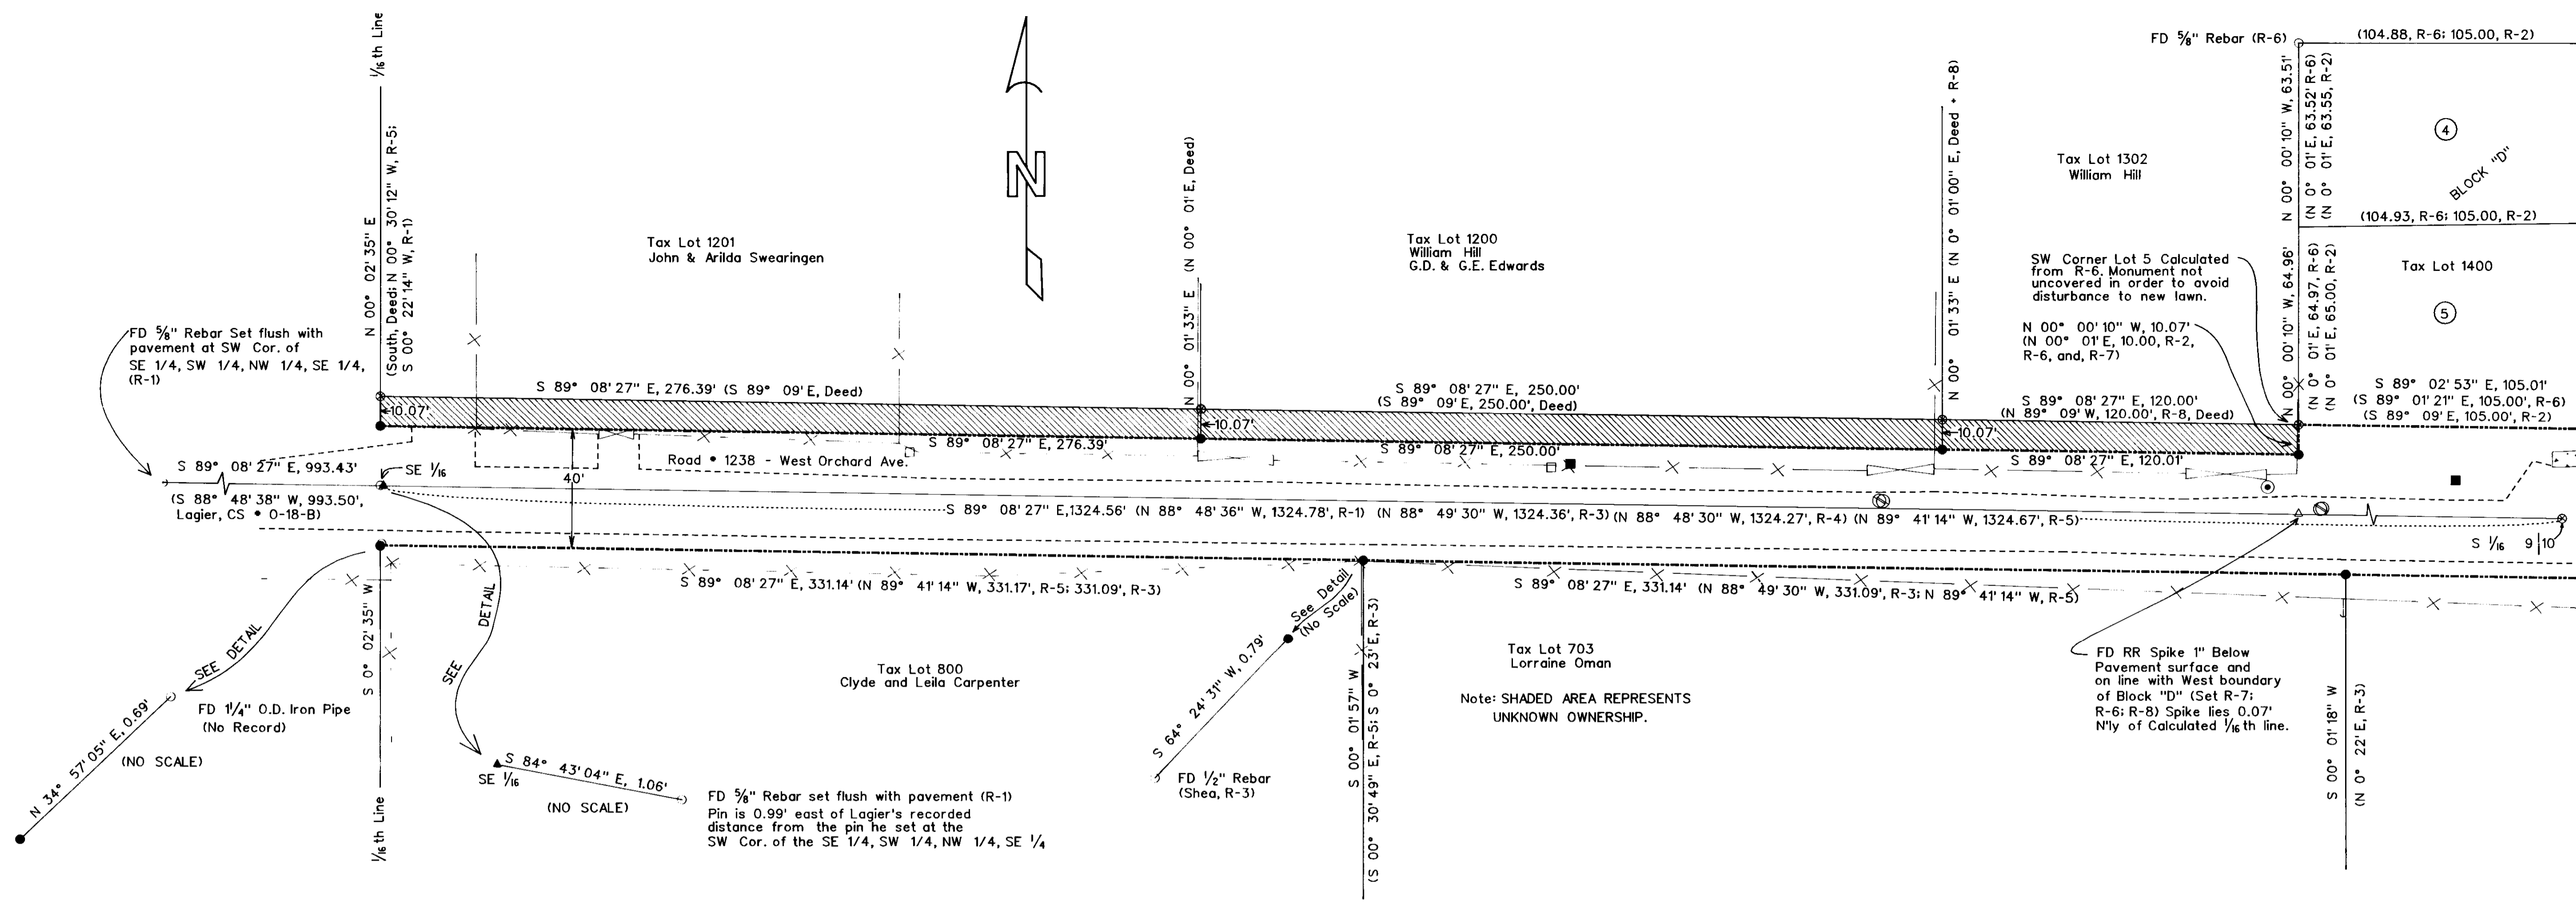 1/16th Line
N 00° 02' 35" E
(South, Deed; N 00° 30' 12" W, R-5;
S 00° 22' 14" W, R-1)
FD 5/8" Rebar Set flush with
pavement at SW Cor. of
SE 1/4, SW 1/4, NW 1/4, SE 1/4,
(R-1)
Tax Lot 1201
John & Arilda Swearingen
N
N 00° 01' 33" E (N 00° 01' E, Deed)
Tax Lot 1200
William Hill
G.D. & G.E. Edwards
N 00° 01' 33" E (N 0° 01' 00" E, Deed + R-8)
Tax Lot 1302
William Hill
FD 5/8" Rebar (R-6)
(104.88, R-6; 105.00, R-2)
N 00° 00' 10" W, 63.51'
(N 0° 01' E, 63.52' R-6)
(N 0° 01' E, 63.55, R-2)
4
BLOCK "D"
(104.93, R-6; 105.00, R-2)
SW Corner Lot 5 Calculated
from R-6. Monument not
uncovered in order to avoid
disturbance to new lawn.
N 00° 00' 10" W, 10.07'
(N 00° 01' E, 10.00, R-2,
R-6, and, R-7)
N 00° 00' 10" W, 64.96'
(N 0° 01' E, 64.97, R-6)
(N 0° 01' E, 65.00, R-2)
Tax Lot 1400
5
S 89° 02' 53" E, 105.01'
(S 89° 01' 21" E, 105.00', R-6)
(S 89° 09' E, 105.00', R-2)
S 89° 08' 27" E, 276.39' (S 89° 09' E, Deed)
S 89° 08' 27" E, 250.00'
(S 89° 09' E, 250.00', Deed)
S 89° 08' 27" E, 120.00'
(N 89° 09' W, 120.00', R-8, Deed)
10.07'
10.07'
10.07'
S 89° 08' 27" E, 276.39'
S 89° 08' 27" E, 250.00'
S 89° 08' 27" E, 120.01'
Road • 1238 - West Orchard Ave.
40'
S 89° 08' 27" E, 993.43'
(S 88° 48' 38" W, 993.50',
Lagier, CS • 0-18-B)
SE 1/16
S 89° 08' 27" E, 1324.56' (N 88° 48' 36" W, 1324.78', R-1) (N 88° 49' 30" W, 1324.36', R-3) (N 88° 48' 30" W, 1324.27', R-4) (N 89° 41' 14" W, 1324.67', R-5)
S 1/16 9|10
S 89° 08' 27" E, 331.14' (N 89° 41' 14" W, 331.17', R-5; 331.09', R-3)
S 89° 08' 27" E, 331.14' (N 88° 49' 30" W, 331.09', R-3; N 89° 41' 14" W, R-5)
SEE DETAIL
N 34° 57' 05" E, 0.69'
(NO SCALE)
FD 1 1/4" O.D. Iron Pipe
(No Record)
S 0° 02' 35" W
1/16th Line
SEE DETAIL
SE 1/16
S 84° 43' 04" E, 1.06'
(NO SCALE)
FD 5/8" Rebar set flush with pavement (R-1)
Pin is 0.99' east of Lagier's recorded
distance from the pin he set at the
SW Cor. of the SE 1/4, SW 1/4, NW 1/4, SE 1/4
Tax Lot 800
Clyde and Leila Carpenter
See Detail
(No Scale)
S 64° 24' 31" W, 0.79'
FD 1/2" Rebar
(Shea, R-3)
S 00° 01' 57" W
(S 00° 30' 49" E, R-5; S 0° 23' E, R-3)
Tax Lot 703
Lorraine Oman
Note: SHADED AREA REPRESENTS
UNKNOWN OWNERSHIP.
FD RR Spike 1" Below
Pavement surface and
on line with West boundary
of Block "D" (Set R-7;
R-6; R-8) Spike lies 0.07'
N'ly of Calculated 1/16th line.
S 00° 01' 18" W
(N 0° 22' E, R-3)